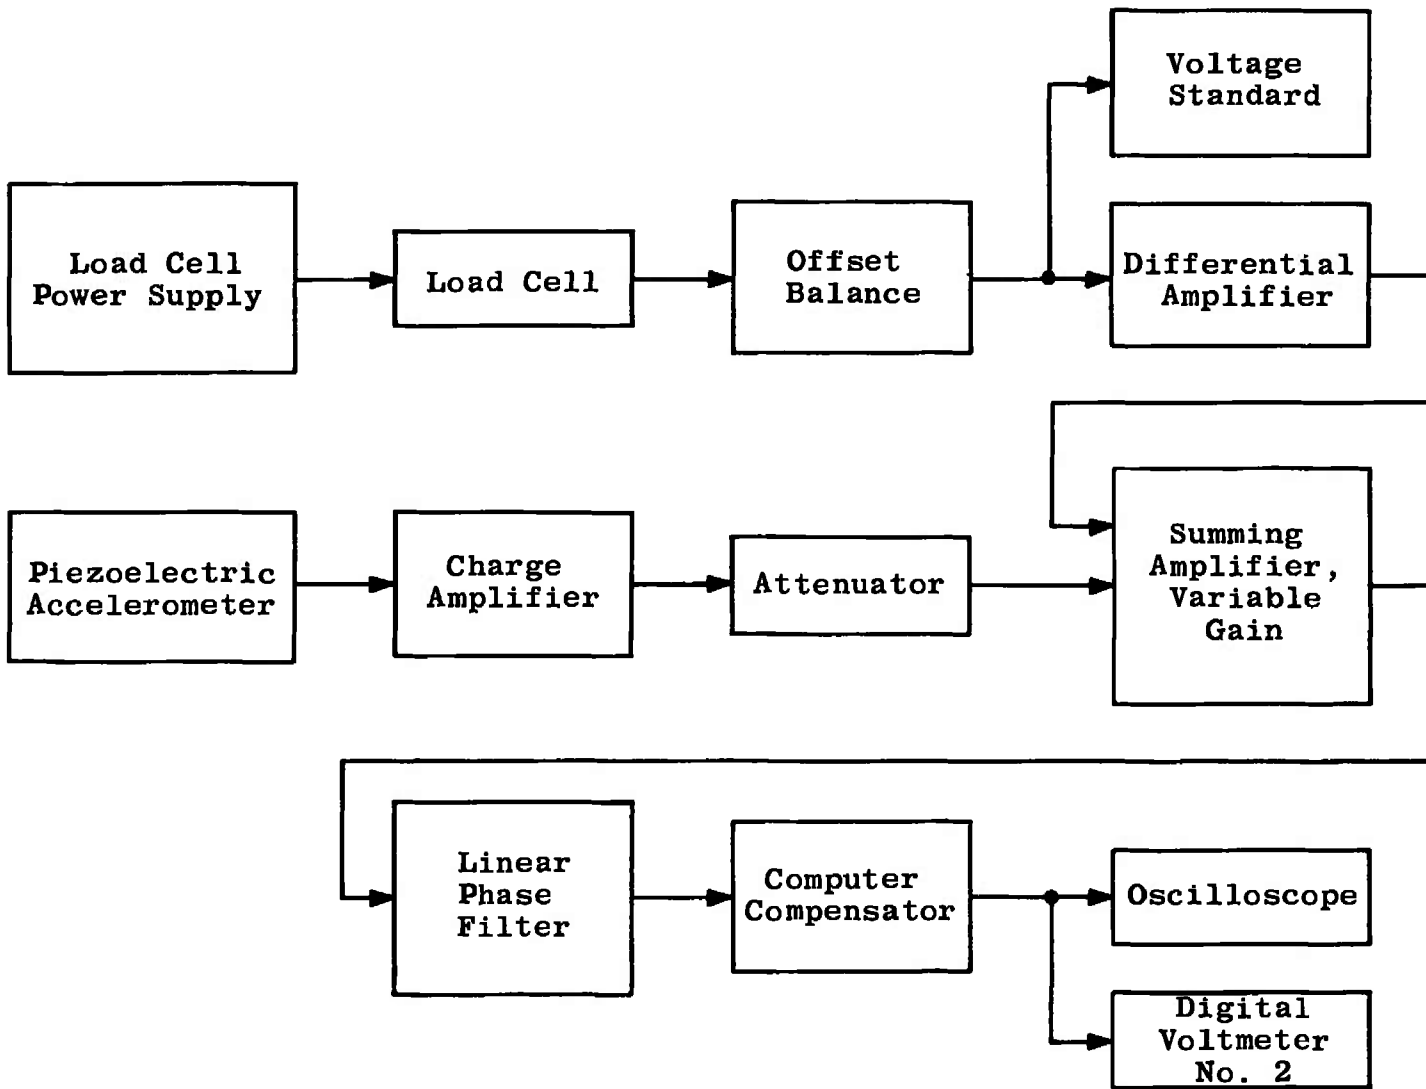 Voltage
Standard
Load Cell
Power Supply
Load Cell
Offset
Balance
Differential
Amplifier
Piezoelectric
Accelerometer
Charge
Amplifier
Attenuator
Summing
Amplifier,
Variable
Gain
Linear
Phase
Filter
Computer
Compensator
Oscilloscope
Digital
Voltmeter
No. 2